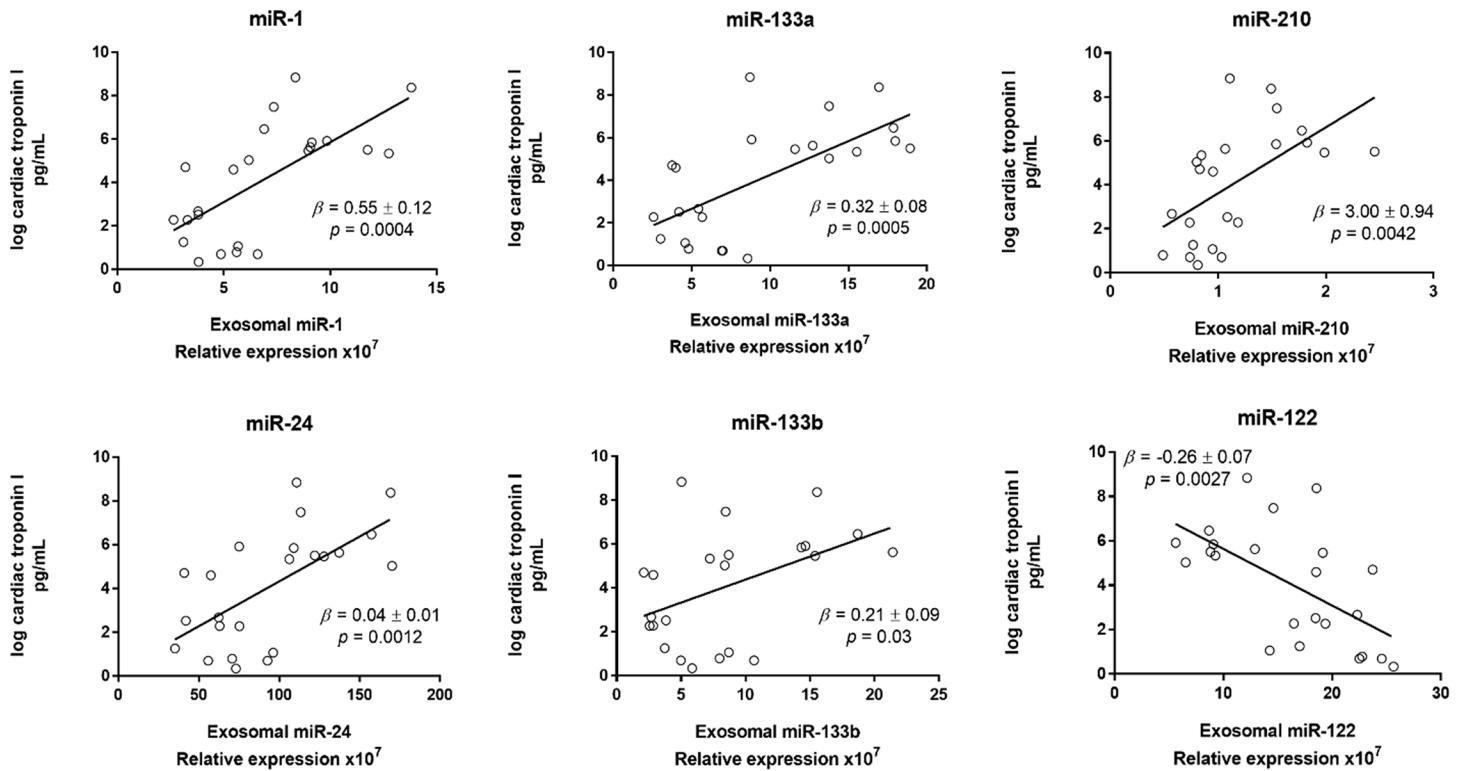 miR-1
log cardiac troponin I
pg/mL
10
8
6
4
2
0
β = 0.55 ± 0.12
p = 0.0004
0 5 10 15
Exosomal miR-1
Relative expression x10⁷
miR-133a
log cardiac troponin I
pg/mL
10
8
6
4
2
0
β = 0.32 ± 0.08
p = 0.0005
0 5 10 15 20
Exosomal miR-133a
Relative expression x10⁷
miR-210
log cardiac troponin I
pg/mL
10
8
6
4
2
0
β = 3.00 ± 0.94
p = 0.0042
0 1 2 3
Exosomal miR-210
Relative expression x10⁷
miR-24
log cardiac troponin I
pg/mL
10
8
6
4
2
0
β = 0.04 ± 0.01
p = 0.0012
0 50 100 150 200
Exosomal miR-24
Relative expression x10⁷
miR-133b
log cardiac troponin I
pg/mL
10
8
6
4
2
0
β = 0.21 ± 0.09
p = 0.03
0 5 10 15 20 25
Exosomal miR-133b
Relative expression x10⁷
miR-122
log cardiac troponin I
pg/mL
10
8
6
4
2
0
β = -0.26 ± 0.07
p = 0.0027
0 10 20 30
Exosomal miR-122
Relative expression x10⁷